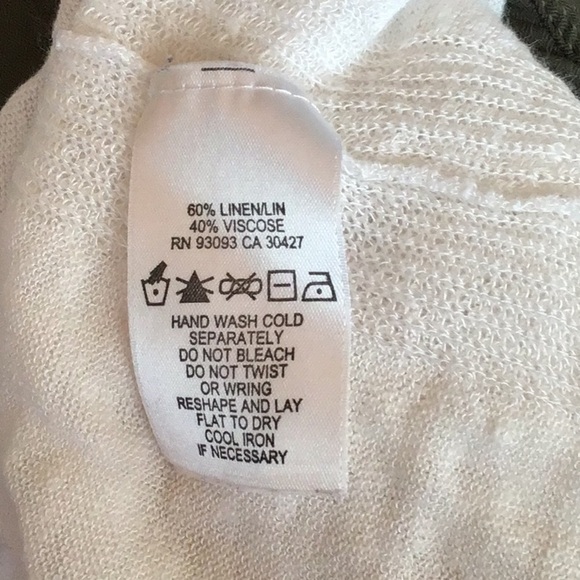 60% LINEN/LIN
40% VISCOSE
RN 93093 CA 30427
HAND WASH COLD
SEPARATELY
DO NOT BLEACH
DO NOT TWIST
OR WRING
RESHAPE AND LAY
FLAT TO DRY
COOL IRON
IF NECESSARY